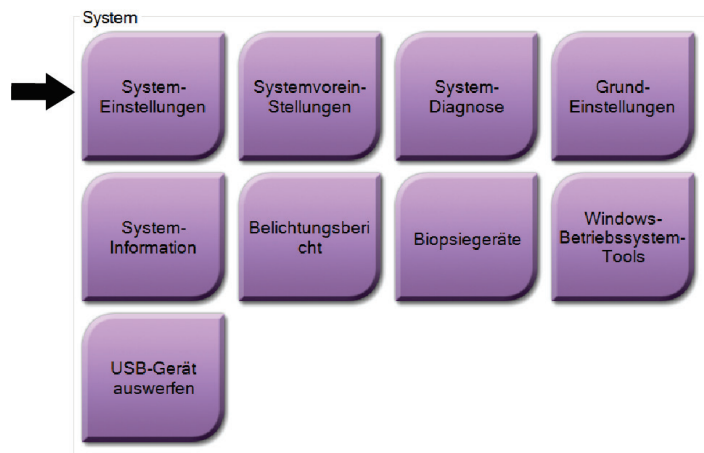 System
System-
Einstellungen
Systemvorein-
Stellungen
System-
Diagnose
Grund-
Einstellungen
System-
Information
Belichtungsberi
cht
Biopsiegeräte
Windows-
Betriebssystem-
Tools
USB-Gerät
auswerfen